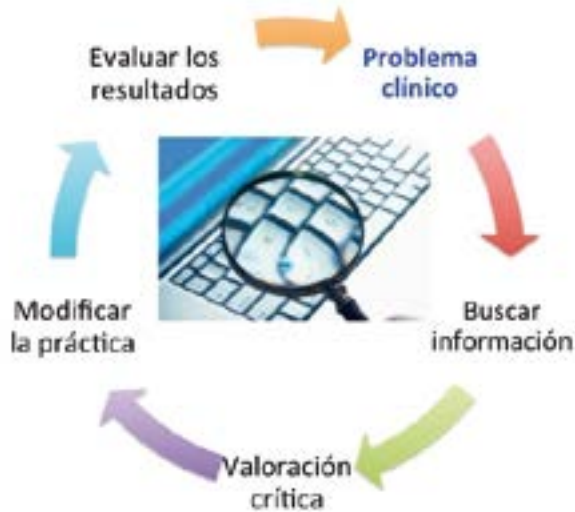 Evaluar los
resultados
Problema
clínico
Buscar
información
Valoración
crítica
Modificar
la práctica